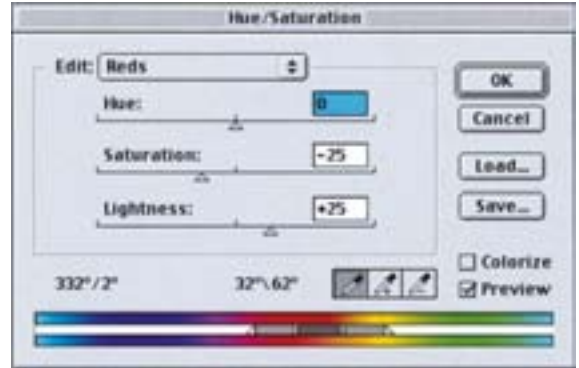 Hue/Saturation
Edit: Reds
Hue: 0
Saturation: -25
Lightness: +25
332°/2° 32°\62°
OK
Cancel
Load...
Save...
Colorize
Preview